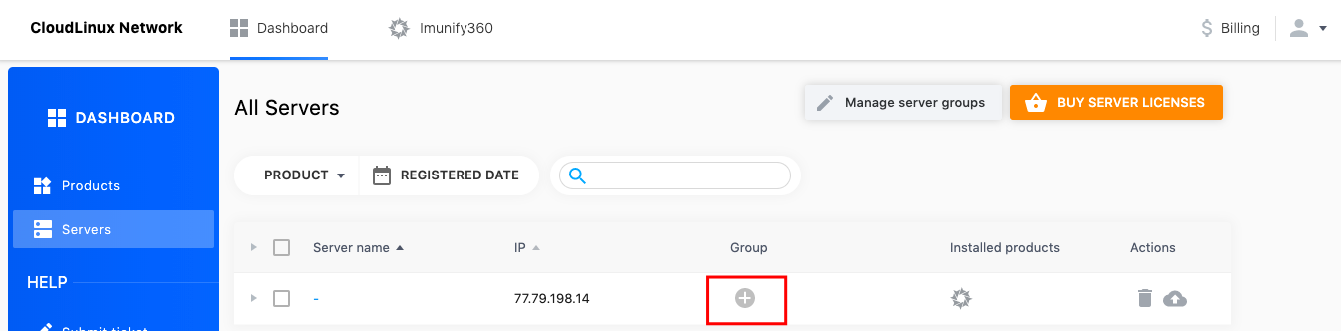 CloudLinux Network
Dashboard
Imunify360
Billing
DASHBOARD
Products
Servers
HELP
Submit ticket
All Servers
Manage server groups
BUY SERVER LICENSES
PRODUCT
REGISTERED DATE
Server name IP Group Installed products Actions
- 77.79.198.14